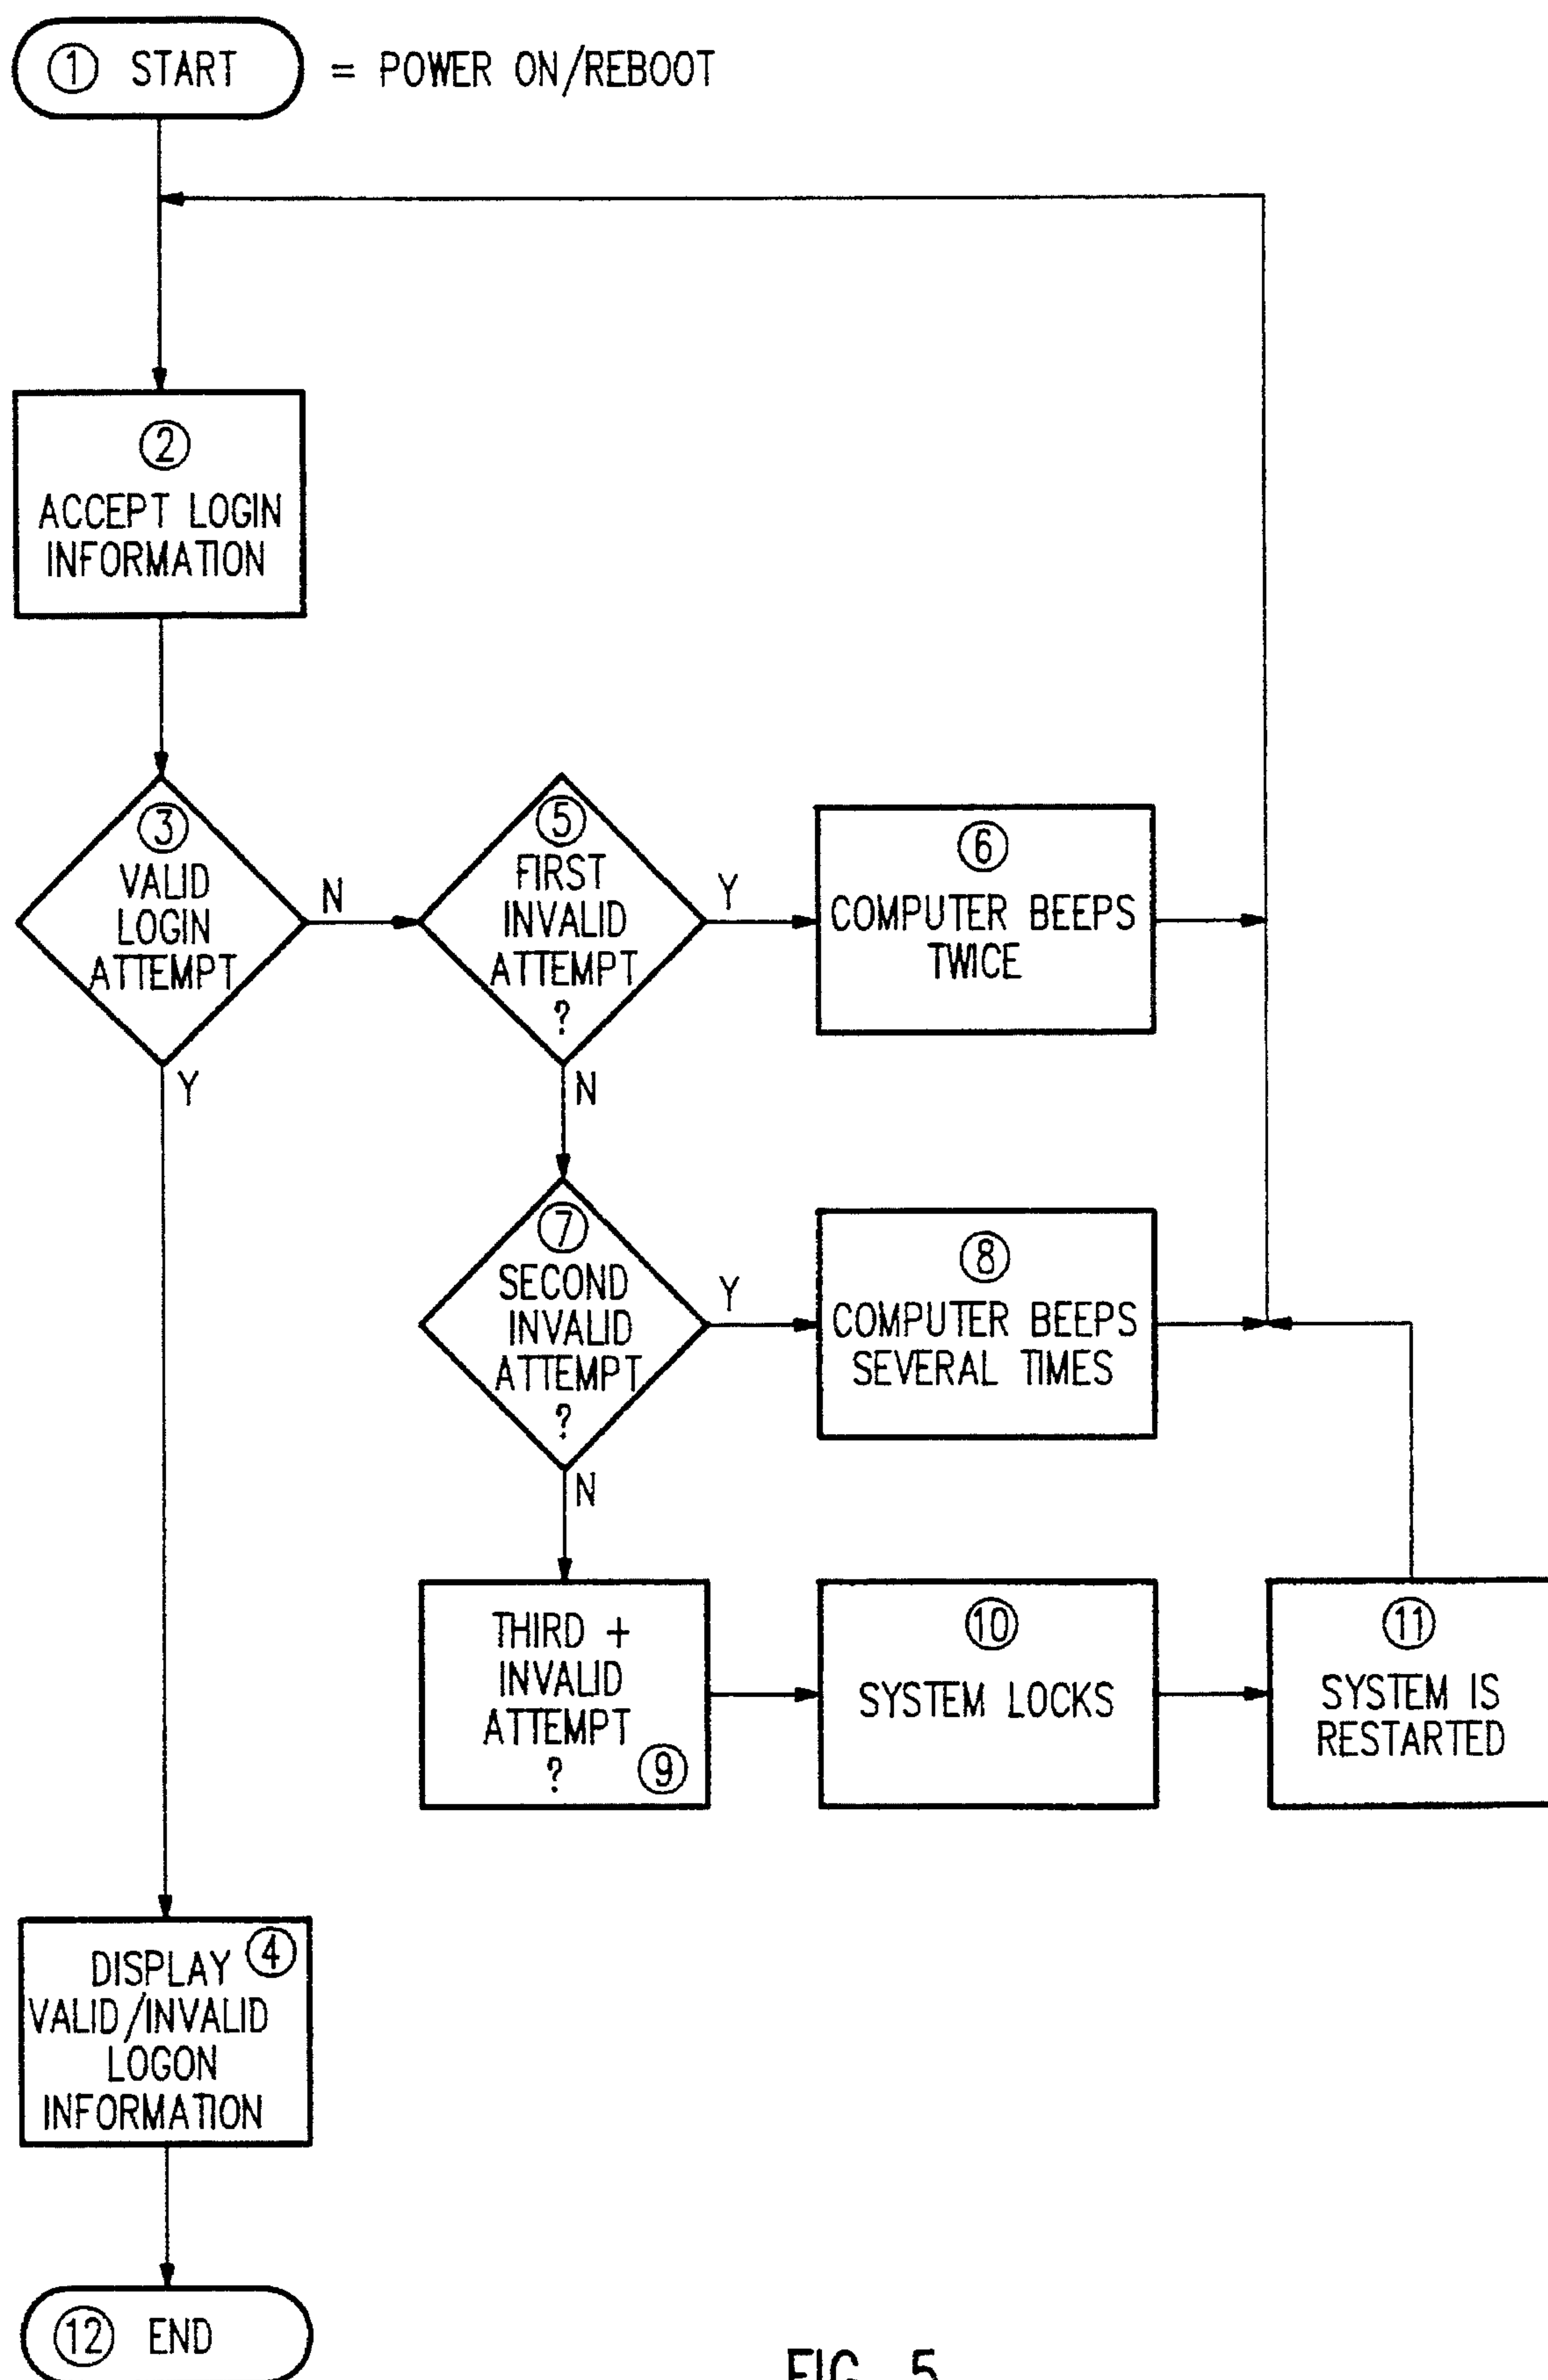 ① START = POWER ON/REBOOT
②
ACCEPT LOGIN
INFORMATION
③
VALID
LOGIN
ATTEMPT
N
Y
⑤
FIRST
INVALID
ATTEMPT
?
Y
N
⑥
COMPUTER BEEPS
TWICE
⑦
SECOND
INVALID
ATTEMPT
?
Y
N
⑧
COMPUTER BEEPS
SEVERAL TIMES
THIRD +
INVALID
ATTEMPT
? ⑨
⑩
SYSTEM LOCKS
⑪
SYSTEM IS
RESTARTED
④
DISPLAY
VALID/INVALID
LOGON
INFORMATION
⑫ END
FIG. 5